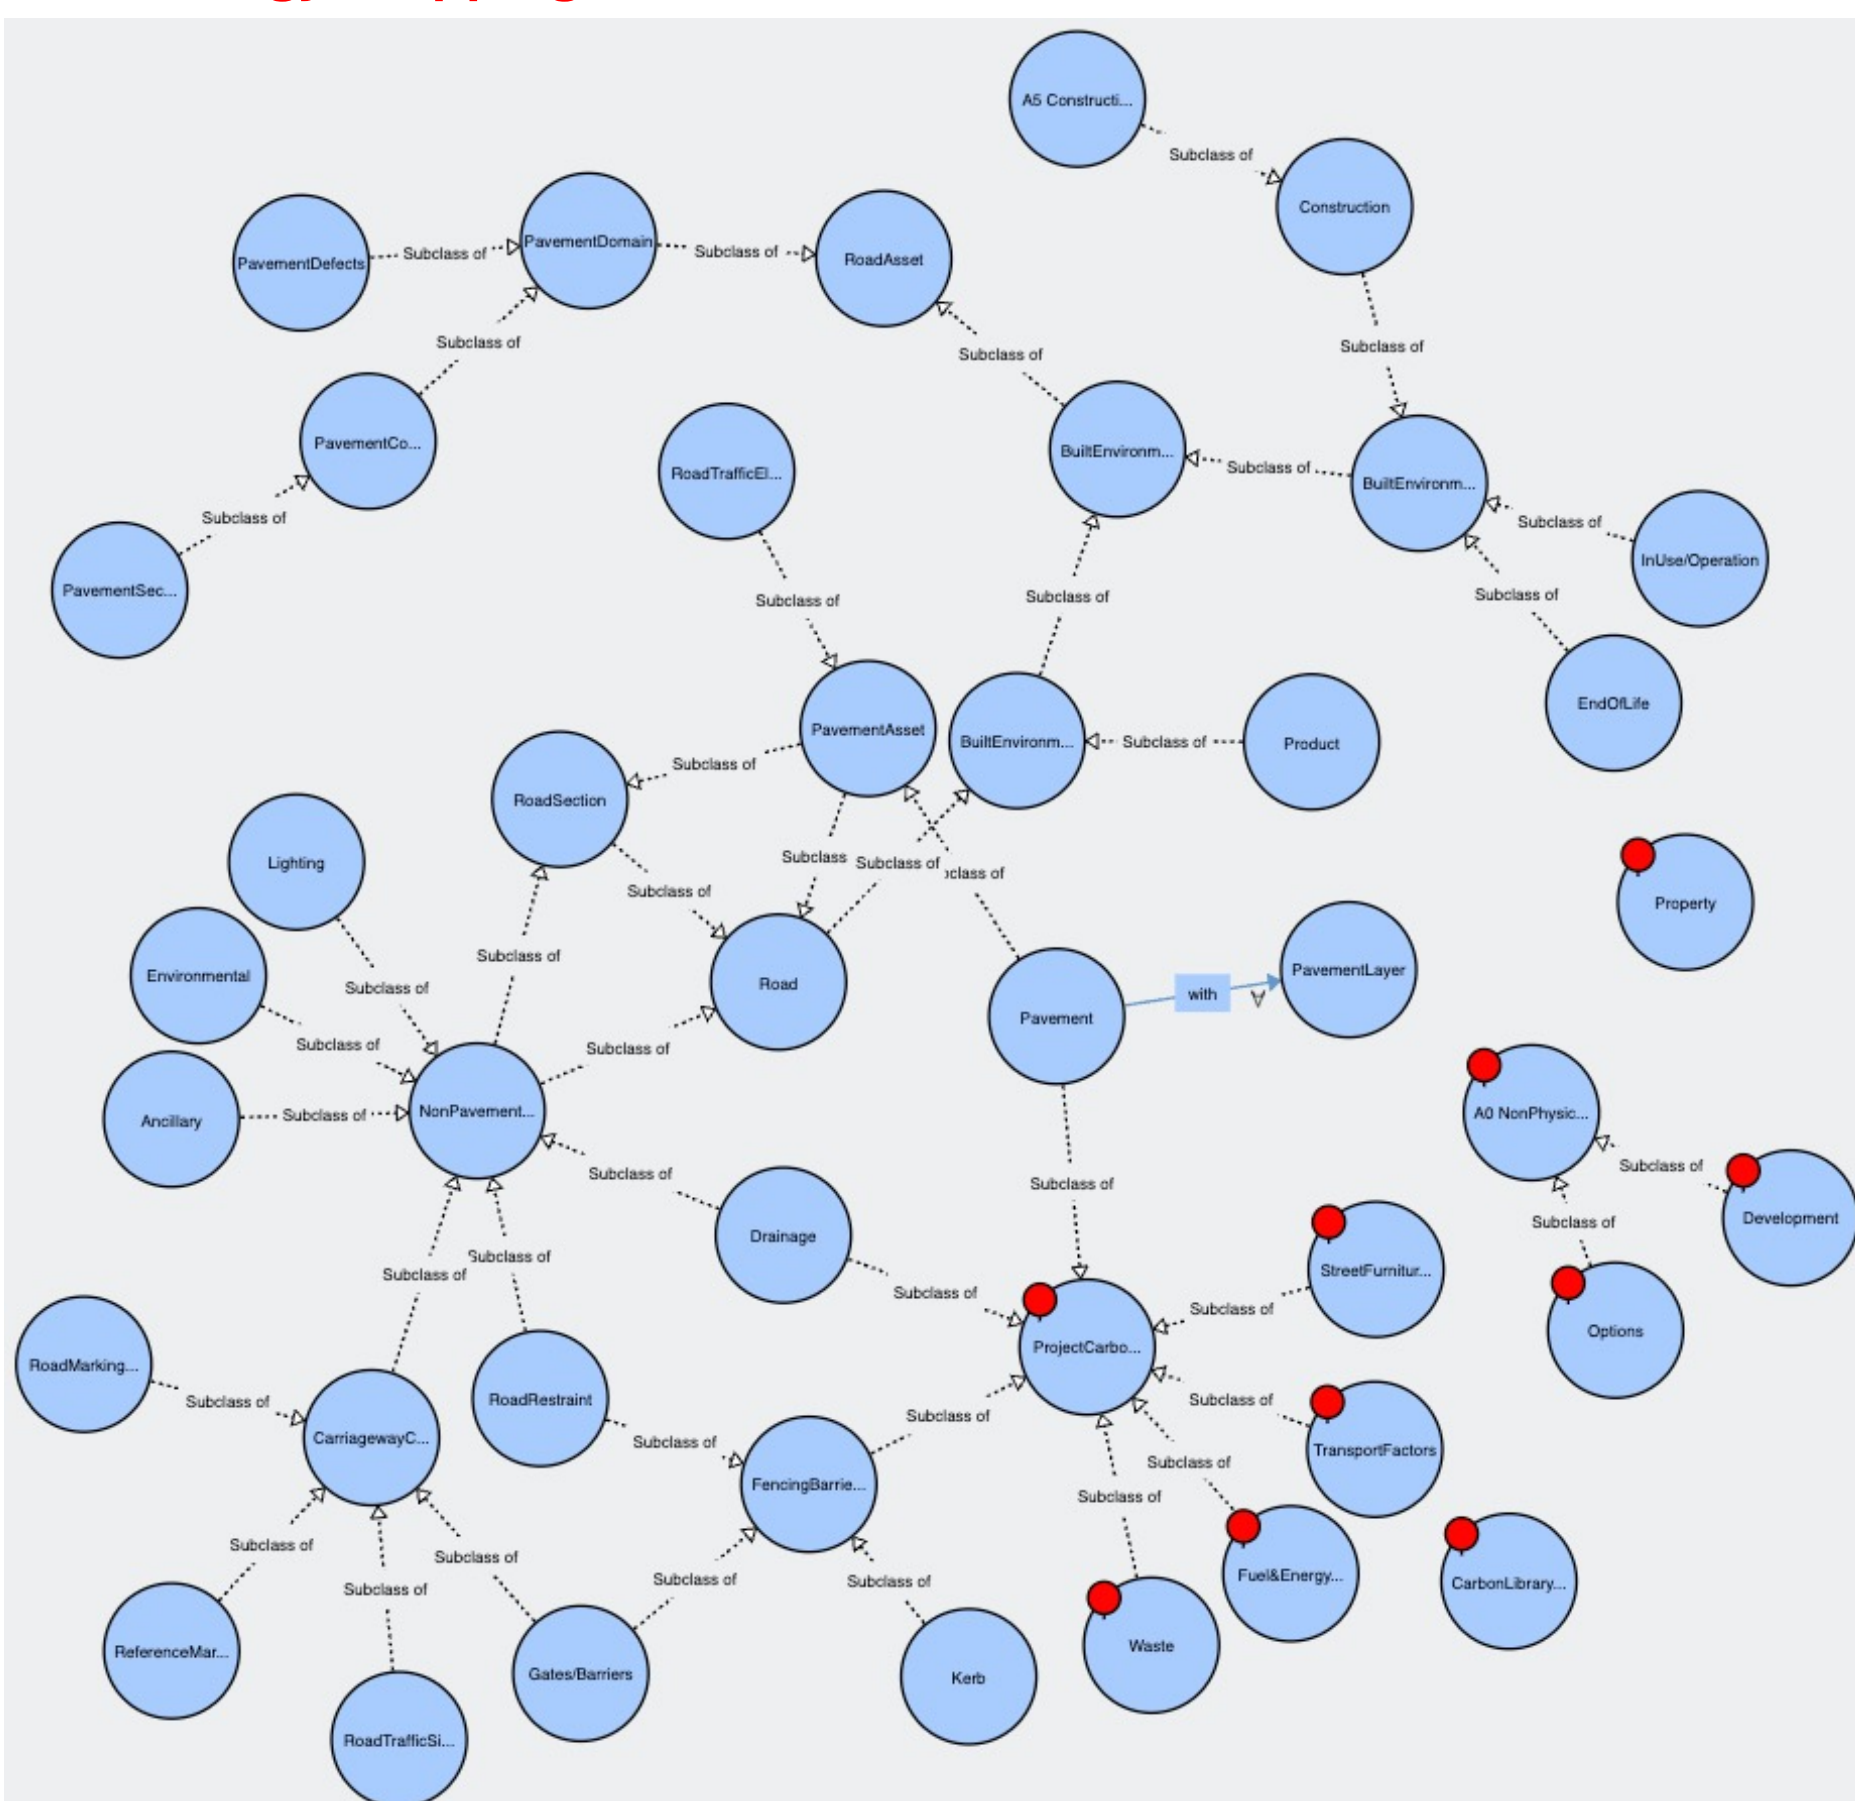 A5 Constructi...
Subclass of
Construction
PavementDefects
Subclass of
PavementDomain
Subclass of
RoadAsset
Subclass of
Subclass of
Subclass of
PavementCo...
RoadTrafficEl...
BuiltEnvironm...
Subclass of
BuiltEnvironm...
Subclass of
Subclass of
InUse/Operation
PavementSec...
Subclass of
Subclass of
Subclass of
EndOfLife
PavementAsset
BuiltEnvironm...
Subclass of
Product
Subclass of
RoadSection
Lighting
Subclass
Subclass of
of
Subclass of
Property
Environmental
Subclass of
Subclass of
Road
Pavement
with
PavementLayer
Subclass of
Subclass of
Ancillary
Subclass of
NonPavement...
A0 NonPhysic...
Subclass of
Subclass of
Subclass of
Development
Drainage
Subclass of
Subclass of
Subclass of
Subclass of
StreetFurnitur...
Subclass of
Options
RoadMarking...
Subclass of
RoadRestraint
ProjectCarbo...
Subclass of
CarriagewayC...
Subclass of
Subclass of
Subclass of
TransportFactors
FencingBarrie...
Subclass of
Subclass of
Subclass of
Subclass of
Subclass of
Subclass of
Subclass of
Fuel&Energy...
CarbonLibrary...
ReferenceMar...
Gates/Barriers
Kerb
Waste
RoadTrafficSi...